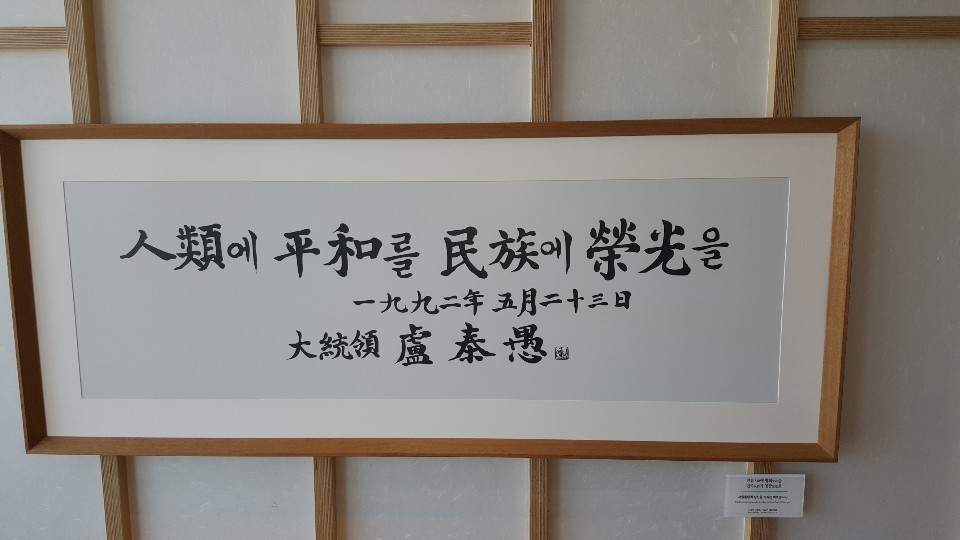 人類에 平和를 民族에 榮光을
一九九二年 五月二十三日
大統領 盧泰愚